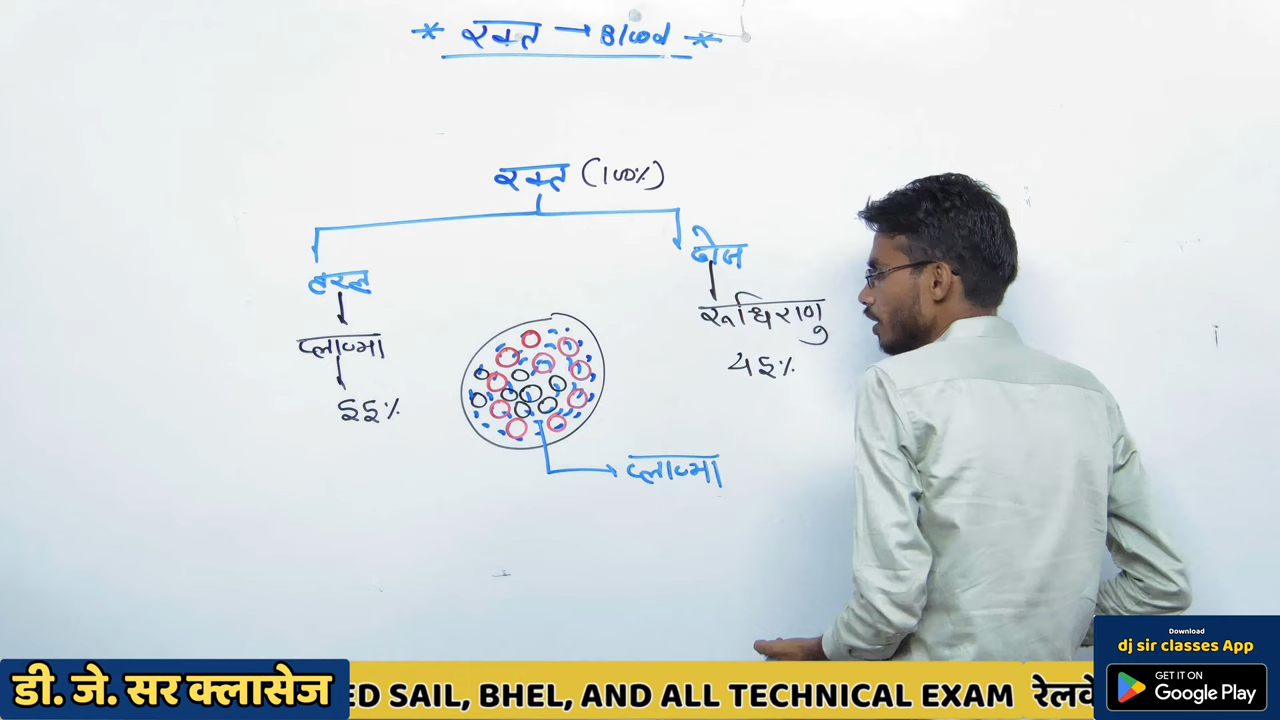 * रक्त → Blood *
रक्त (100%)
तरल
ठोस
प्लाज्मा
रूधिराणु
55%
45%
प्लाज्मा
डी. जे. सर क्लासेज
ED SAIL, BHEL, AND ALL TECHNICAL EXAM रेलवे
Download
dj sir classes App
GET IT ON
Google Play